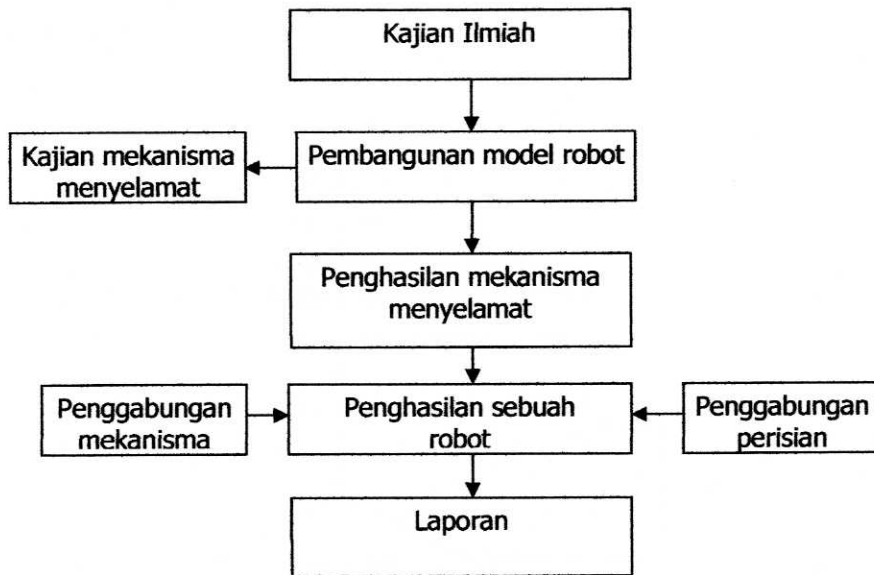 Kajian Ilmiah
Kajian mekanisma
menyelamat
Pembangunan model robot
Penghasilan mekanisma
menyelamat
Penggabungan
mekanisma
Penghasilan sebuah
robot
Penggabungan
perisian
Laporan